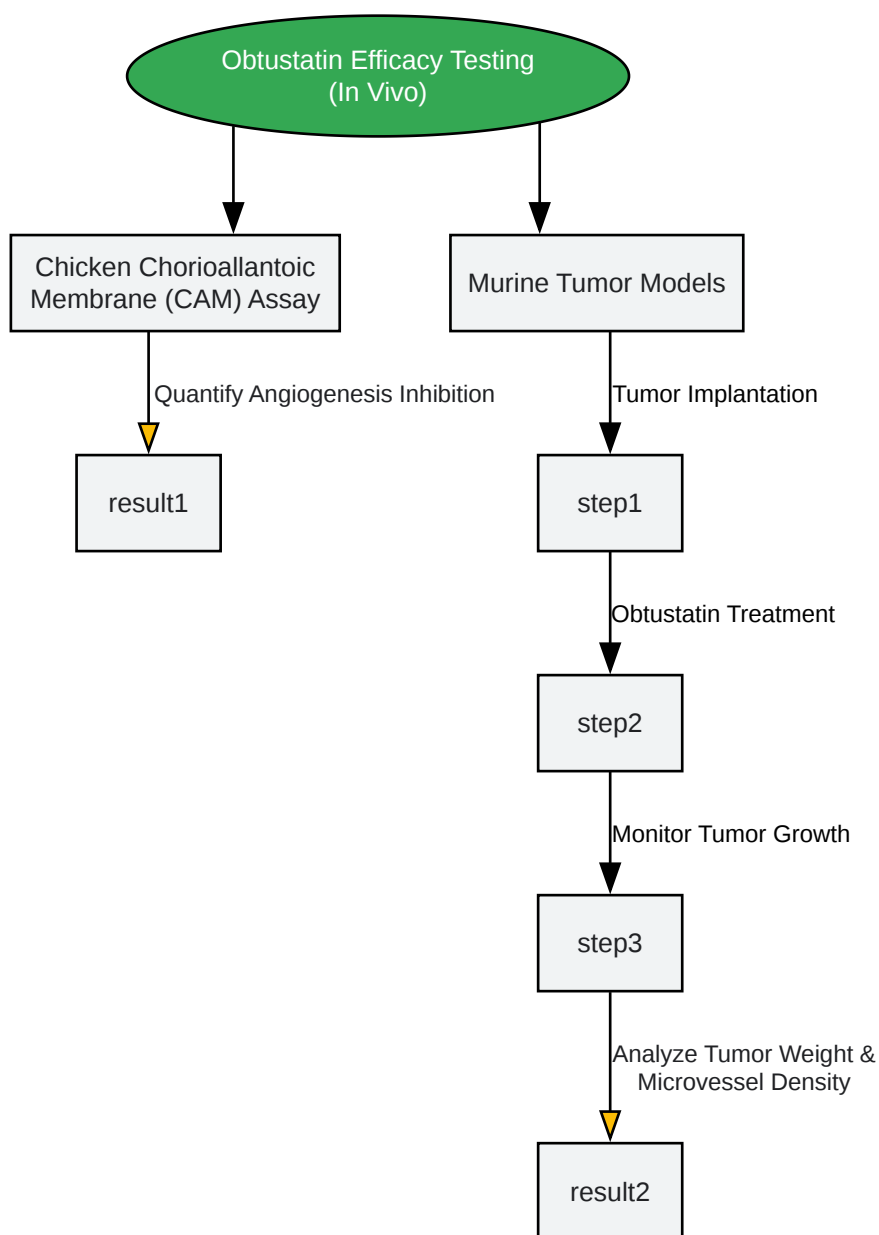 Obtustatin Efficacy Testing
(In Vivo)
Chicken Chorioallantoic
Membrane (CAM) Assay
Murine Tumor Models
Quantify Angiogenesis Inhibition
Tumor Implantation
result1
step1
Obtustatin Treatment
step2
Monitor Tumor Growth
step3
Analyze Tumor Weight &
Microvessel Density
result2